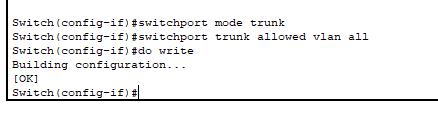 Switch(config-if)#switchport mode trunk
Switch(config-if)#switchport trunk allowed vlan all
Switch(config-if)#do write
Building configuration...
[OK]
Switch(config-if)#